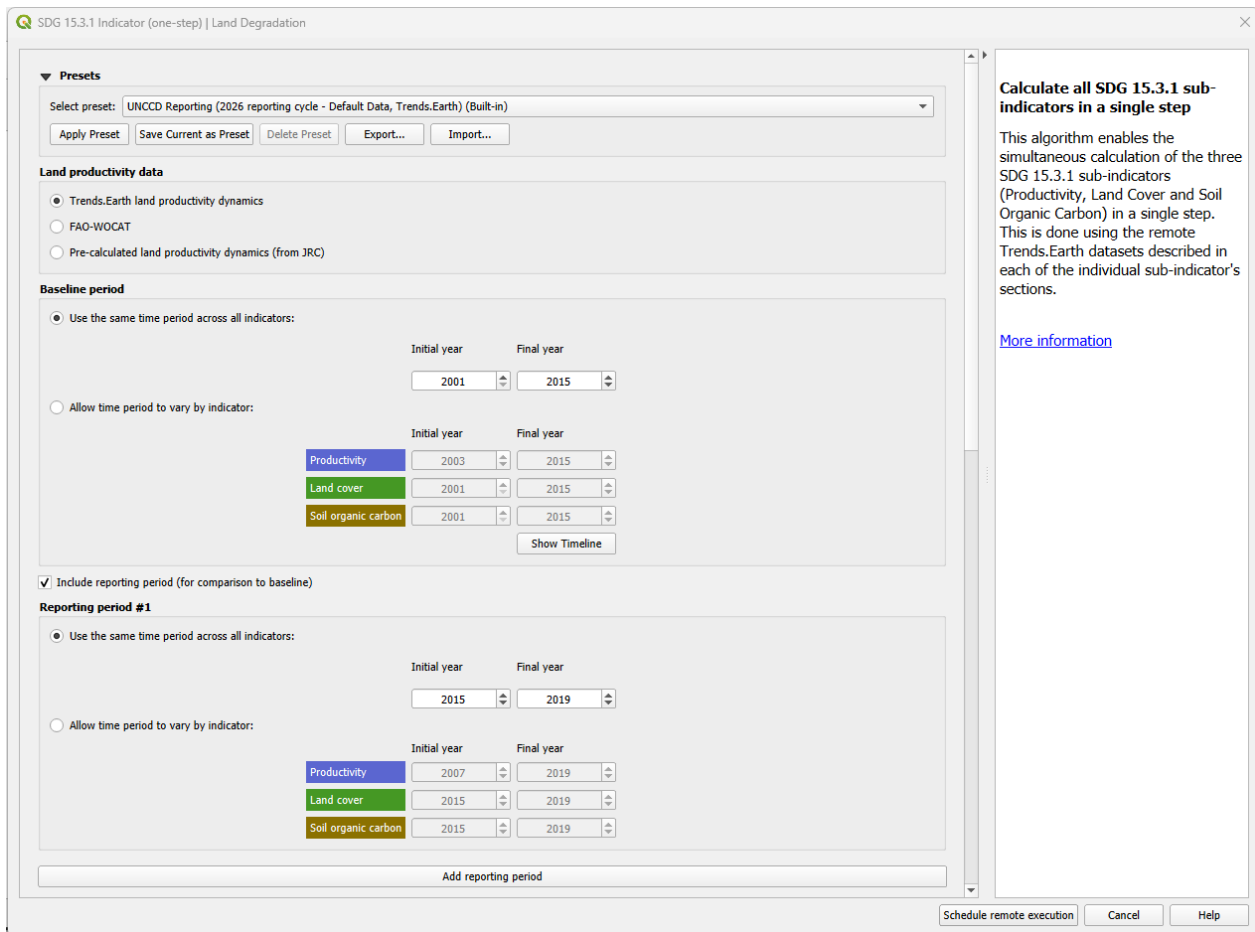 SDG 15.3.1 Indicator (one-step) | Land Degradation
Presets
Select preset: UNCCD Reporting (2026 reporting cycle - Default Data, Trends.Earth) (Built-in)
Apply Preset Save Current as Preset Delete Preset Export... Import...
Land productivity data
Trends.Earth land productivity dynamics
FAO-WOCAT
Pre-calculated land productivity dynamics (from JRC)
Baseline period
Use the same time period across all indicators:
Initial year Final year
2001 2015
Allow time period to vary by indicator:
Initial year Final year
Productivity 2003 2015
Land cover 2001 2015
Soil organic carbon 2001 2015
Show Timeline
Include reporting period (for comparison to baseline)
Reporting period #1
Use the same time period across all indicators:
Initial year Final year
2015 2019
Allow time period to vary by indicator:
Initial year Final year
Productivity 2007 2019
Land cover 2015 2019
Soil organic carbon 2015 2019
Add reporting period
Calculate all SDG 15.3.1 sub-
indicators in a single step
This algorithm enables the
simultaneous calculation of the three
SDG 15.3.1 sub-indicators
(Productivity, Land Cover and Soil
Organic Carbon) in a single step.
This is done using the remote
Trends.Earth datasets described in
each of the individual sub-indicator's
sections.
More information
Schedule remote execution Cancel Help